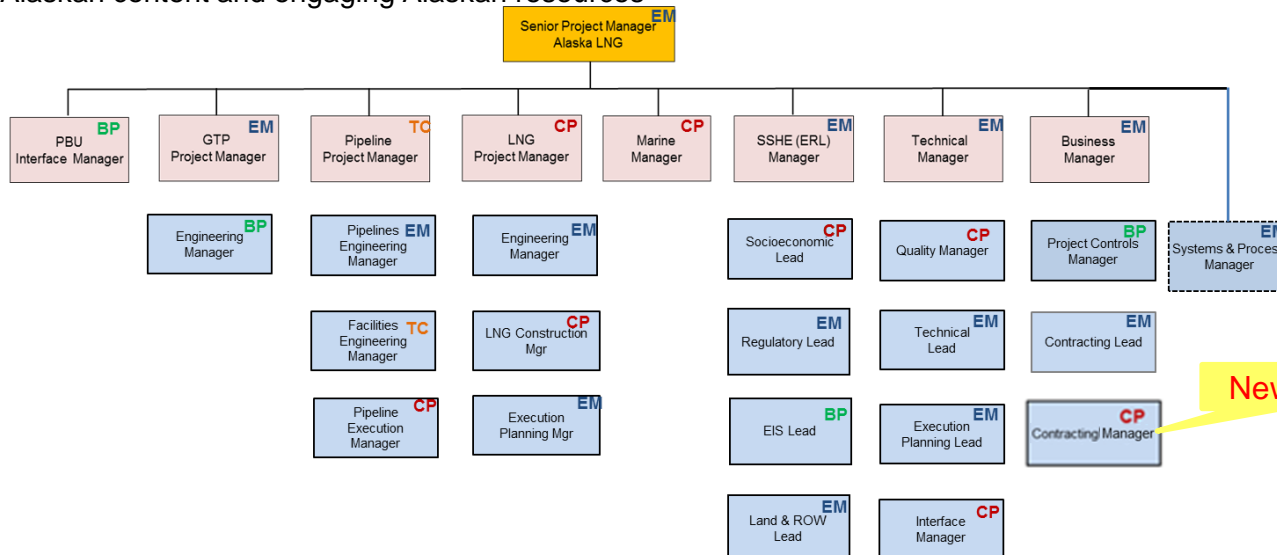 Alaskan content and engaging Alaskan resources
EM
Senior Project Manager
Alaska LNG
BP
PBU
Interface Manager
EM
GTP
Project Manager
TC
Pipeline
Project Manager
CP
LNG
Project Manager
CP
Marine
Manager
EM
SSHE (ERL)
Manager
EM
Technical
Manager
EM
Business
Manager
BP
Engineering
Manager
Pipelines EM
Engineering
Manager
EM
Engineering
Manager
CP
Socioeconomic
Lead
CP
Quality Manager
BP
Project Controls
Manager
EM
Systems & Process
Manager
Facilities TC
Engineering
Manager
CP
LNG Construction
Mgr
EM
Regulatory Lead
EM
Technical
Lead
EM
Contracting Lead
New
CP
Pipeline
Execution
Manager
EM
Execution
Planning Mgr
BP
EIS Lead
EM
Execution
Planning Lead
CP
Contracting Manager
EM
Land & ROW
Lead
CP
Interface
Manager